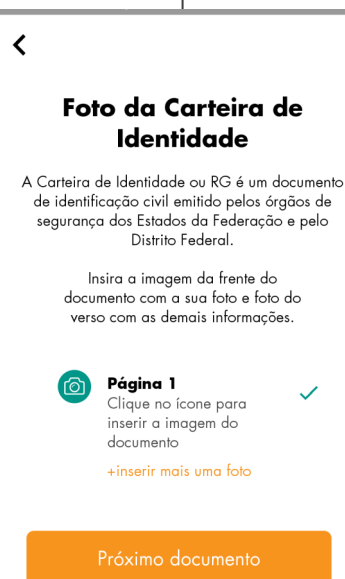 Foto da Carteira de
Identidade
A Carteira de Identidade ou RG é um documento
de identificação civil emitido pelos órgãos de
segurança dos Estados da Federação e pelo
Distrito Federal.
Insira a imagem da frente do
documento com a sua foto e foto do
verso com as demais informações.
Página 1
Clique no ícone para
inserir a imagem do
documento
+inserir mais uma foto
Próximo documento